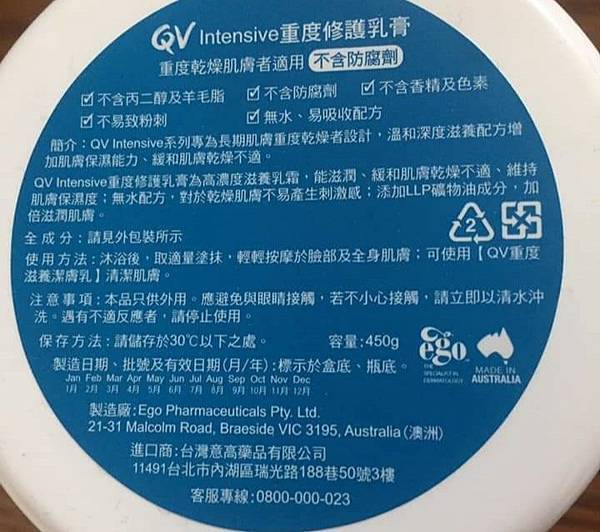 QV Intensive重度修護乳膏
重度乾燥肌膚者適用 不含防腐劑
☑ 不含丙二醇及羊毛脂 ☑ 不含防腐劑 ☑ 不含香精及色素
☑ 不易致粉刺 ☑ 無水、易吸收配方
簡介：QV Intensive系列專為長期肌膚重度乾燥者設計，溫和深度滋養配方增
加肌膚保濕能力、緩和肌膚乾燥不適。
QV Intensive重度修護乳膏為高濃度滋養乳霜，能滋潤、緩和肌膚乾燥不適、維持
肌膚保濕度；無水配方，對於乾燥肌膚不易產生刺激感；添加LLP礦物油成分，加
倍滋潤肌膚。
全成分：請見外包裝所示
使用方法：沐浴後，取適量塗抹，輕輕按摩於臉部及全身肌膚；可使用【QV重度
滋養潔膚乳】清潔肌膚。
注意事項：本品只供外用。應避免與眼睛接觸，若不小心接觸，請立即以清水沖
洗。遇有不適反應者，請停止使用。
保存方法：請儲存於30℃以下之處。 容量：450g
製造日期、批號及有效日期(月/年)：標示於盒底、瓶底。
Jan Feb Mar Apr May Jun Jul Aug Sep Oct Nov Dec
1月 2月 3月 4月 5月 6月 7月 8月 9月 10月 11月 12月
2
ego
THE SPECIALIST IN DERMATOLOGY
MADE IN AUSTRALIA
製造廠：Ego Pharmaceuticals Pty. Ltd.
21-31 Malcolm Road, Braeside VIC 3195, Australia (澳洲)
進口商：台灣意高藥品有限公司
11491台北市內湖區瑞光路188巷50號3樓
客服專線：0800-000-023